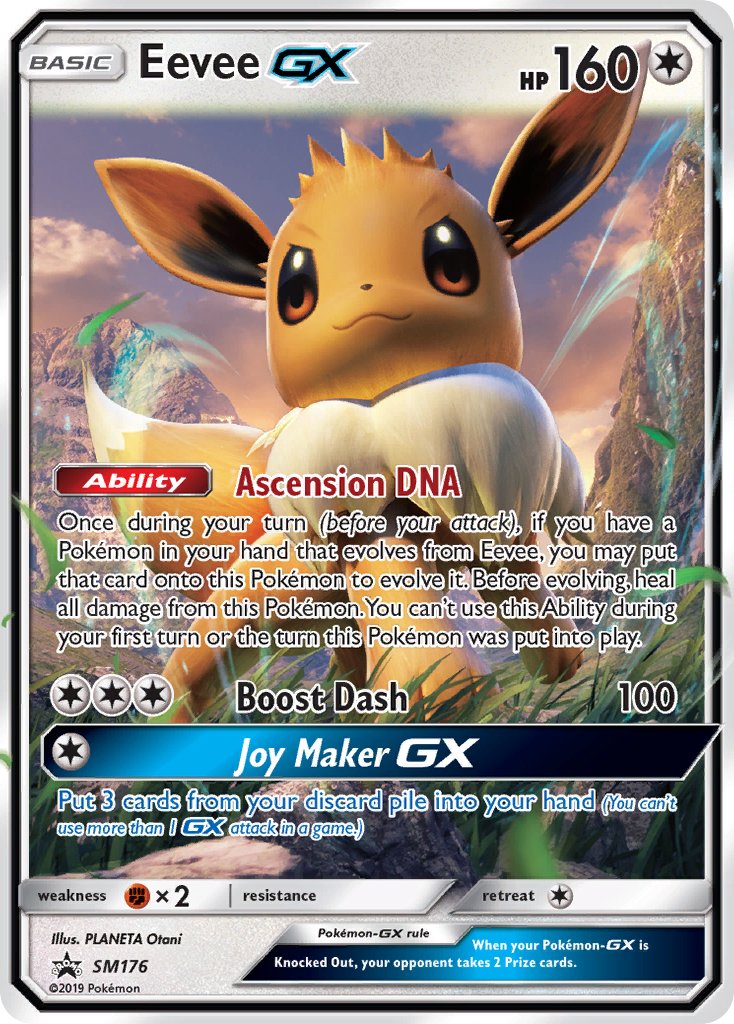 BASIC Eevee GX HP 160
Ability Ascension DNA
Once during your turn (before your attack), if you have a
Pokémon in your hand that evolves from Eevee, you may put
that card onto this Pokémon to evolve it. Before evolving, heal
all damage from this Pokémon. You can't use this Ability during
your first turn or the turn this Pokémon was put into play.
Boost Dash 100
Joy Maker GX
Put 3 cards from your discard pile into your hand (You can't
use more than 1 GX attack in a game.)
weakness ×2 resistance retreat
Illus. PLANETA Otani
SM176
©2019 Pokémon
Pokémon-GX rule
When your Pokémon-GX is
Knocked Out, your opponent takes 2 Prize cards.